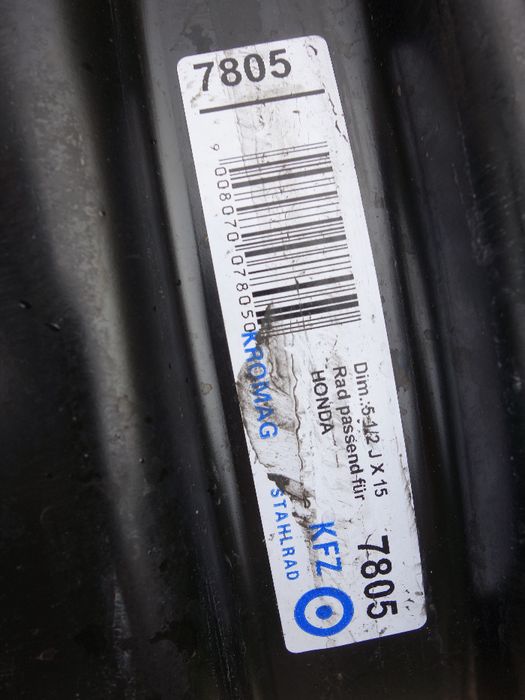 7805
9 008070 078050
KROMAG
STAHLRAD
Dim.:5 1/2 J X 15
Rad passend für
HONDA
KFZ
7805